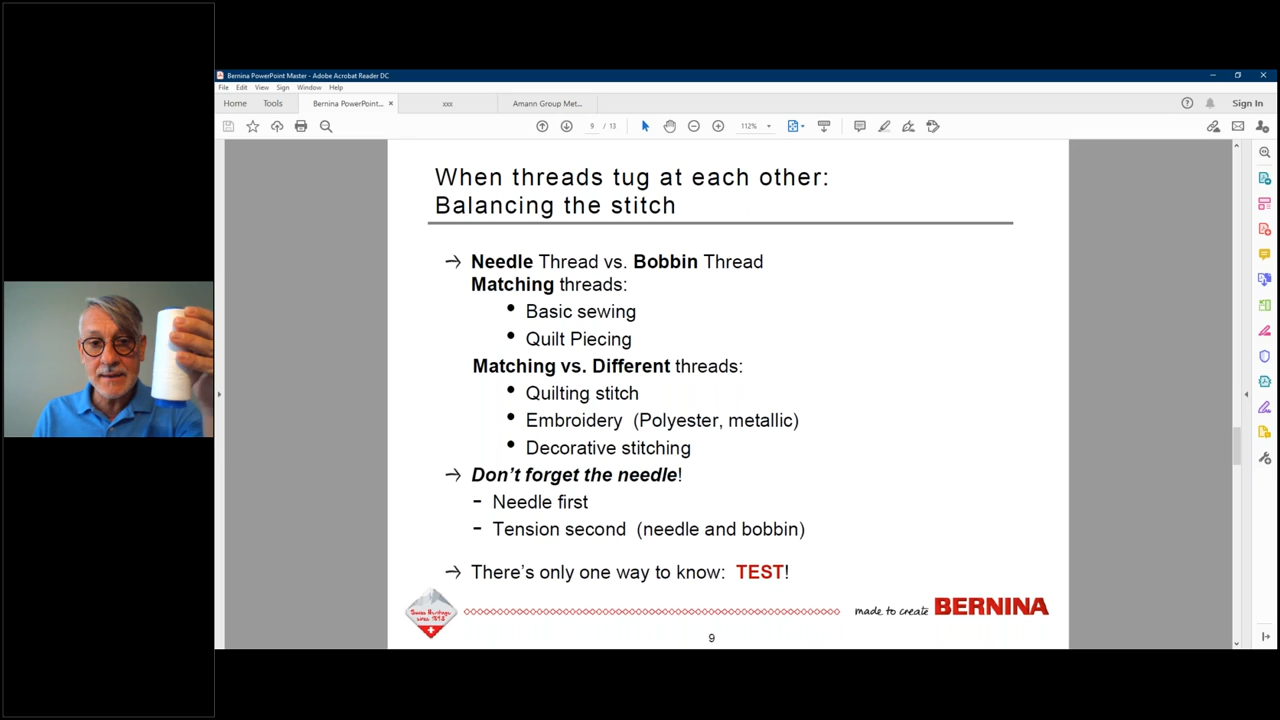 Bernina PowerPoint Master - Adobe Acrobat Reader DC
File Edit View Sign Window Help
Home Tools Bernina PowerPoint... × xxx Amann Group Met... Sign In
9 / 13 112%
When threads tug at each other:
Balancing the stitch
→ Needle Thread vs. Bobbin Thread
Matching threads:
• Basic sewing
• Quilt Piecing
Matching vs. Different threads:
• Quilting stitch
• Embroidery (Polyester, metallic)
• Decorative stitching
→ Don't forget the needle!
- Needle first
- Tension second (needle and bobbin)
→ There's only one way to know: TEST!
Swiss Heritage
since 1893
made to create BERNINA
9